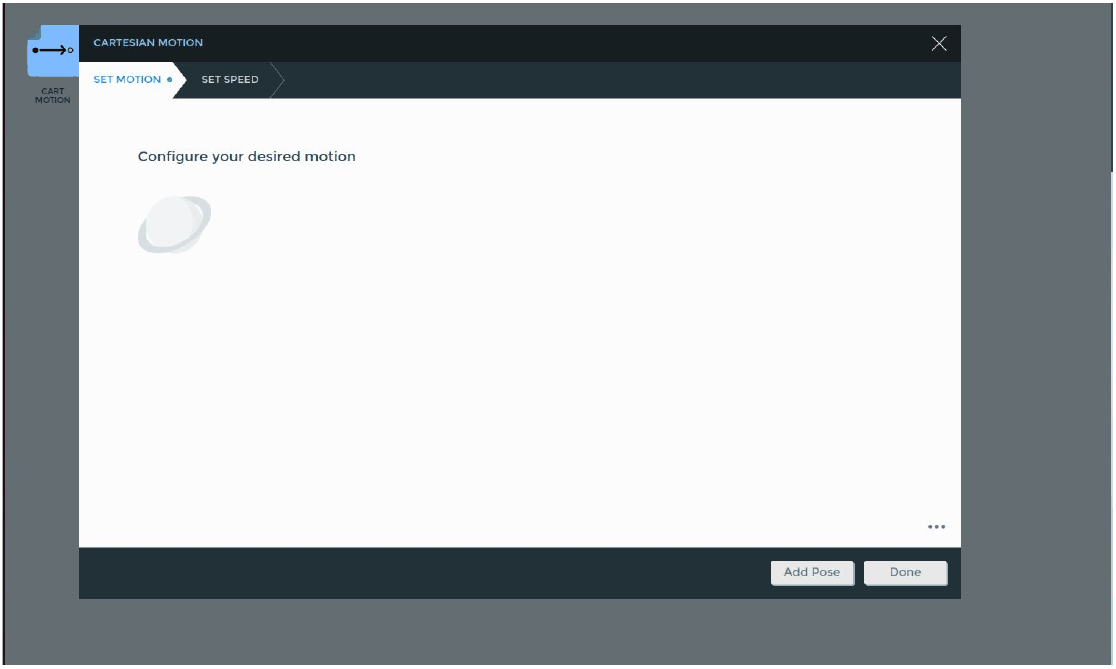 CARTESIAN MOTION
SET MOTION
SET SPEED
CART
MOTION
Configure your desired motion
Add Pose
Done